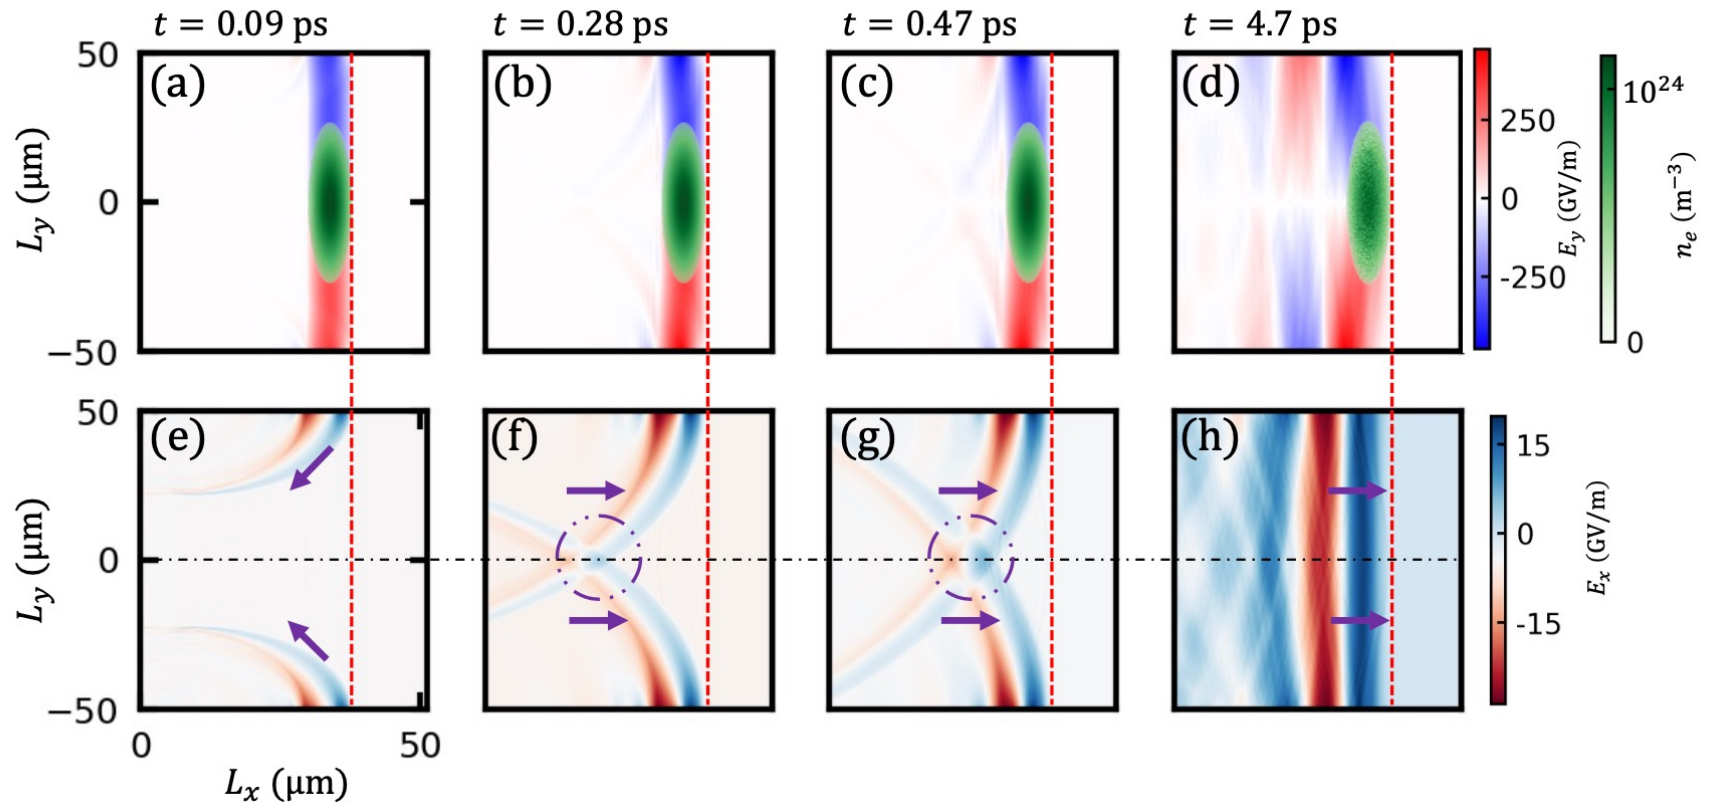 t = 0.09 ps
t = 0.28 ps
t = 0.47 ps
t = 4.7 ps
(a)
(b)
(c)
(d)
50
0
−50
L_y (μm)
250
0
-250
E_y (GV/m)
10^24
0
n_e (m^−3)
(e)
(f)
(g)
(h)
50
0
−50
L_y (μm)
15
0
-15
E_x (GV/m)
0
50
L_x (μm)